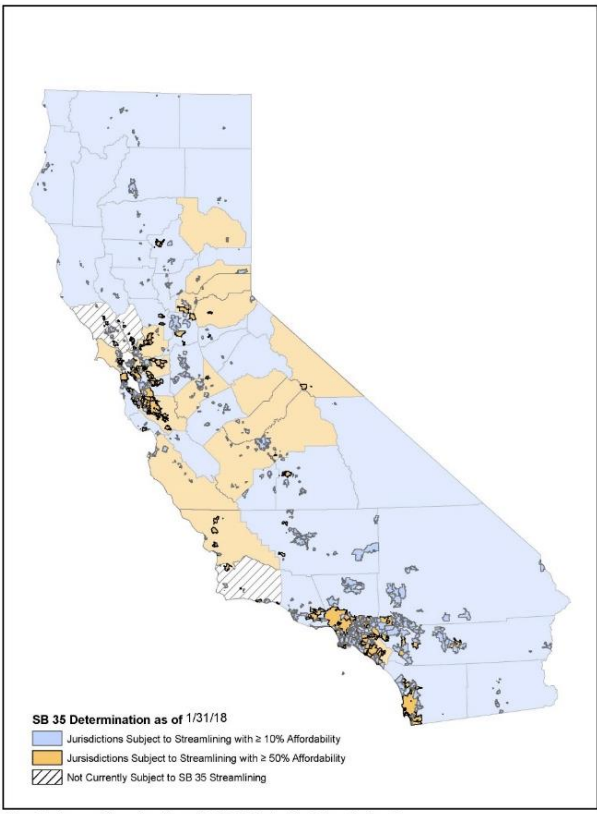 SB 35 Determination as of 1/31/18
Jurisdictions Subject to Streamlining with ≥ 10% Affordability
Jursisdictions Subject to Streamlining with ≥ 50% Affordability
Not Currently Subject to SB 35 Streamlining